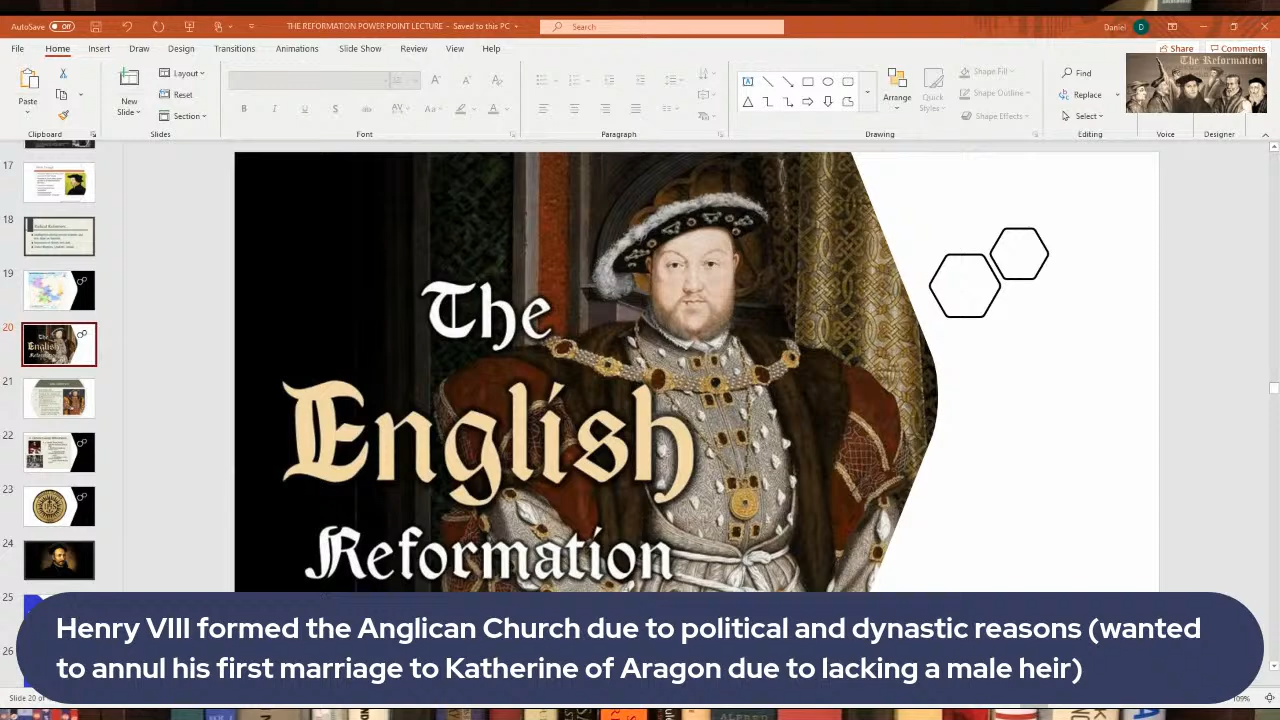 AutoSave Off
THE REFORMATION POWER POINT LECTURE – Saved to this PC
Search
Daniel D
File Home Insert Draw Design Transitions Animations Slide Show Review View Help
Share Comments
The Reformation
Paste
New
Slide
Layout
Reset
Section
Arrange
Quick
Styles
Shape Fill
Shape Outline
Shape Effects
Find
Replace
Select
Clipboard Slides Font Paragraph Drawing Editing Voice Designer
17
18
19
20
21
22
23
24
25
26
The
English
Reformation
Henry VIII formed the Anglican Church due to political and dynastic reasons (wanted
to annul his first marriage to Katherine of Aragon due to lacking a male heir)
Slide 20 of
109%